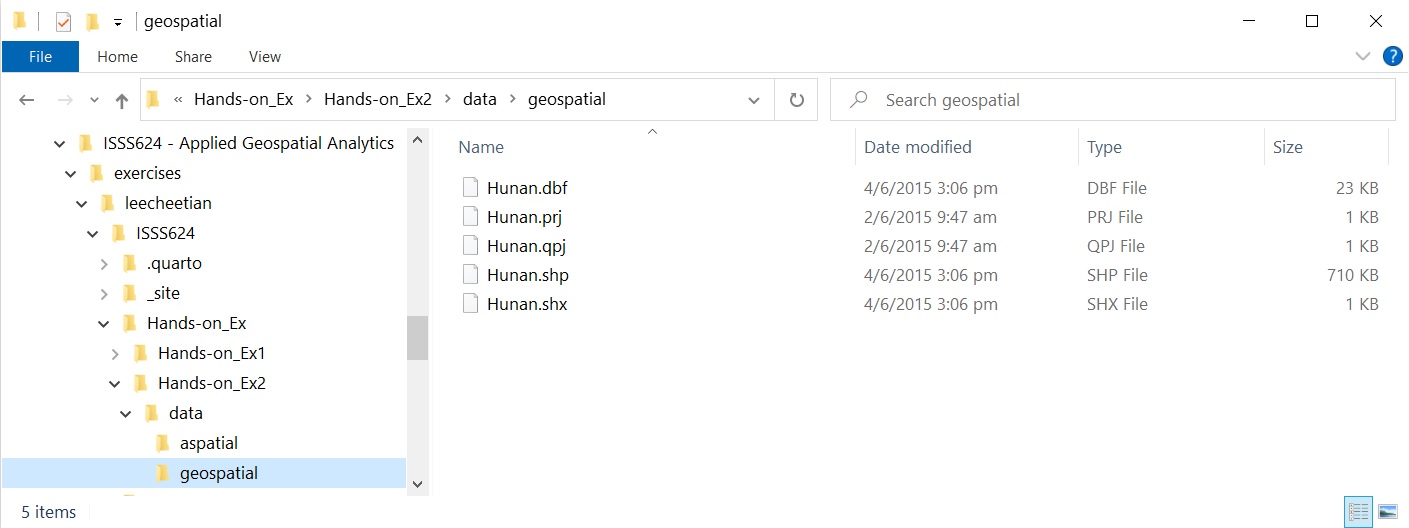 geospatial
File Home Share View
« Hands-on_Ex > Hands-on_Ex2 > data > geospatial
Search geospatial
ISSS624 - Applied Geospatial Analytics
exercises
leecheetian
ISSS624
.quarto
_site
Hands-on_Ex
Hands-on_Ex1
Hands-on_Ex2
data
aspatial
geospatial
Name Date modified Type Size
Hunan.dbf 4/6/2015 3:06 pm DBF File 23 KB
Hunan.prj 2/6/2015 9:47 am PRJ File 1 KB
Hunan.qpj 2/6/2015 9:47 am QPJ File 1 KB
Hunan.shp 4/6/2015 3:06 pm SHP File 710 KB
Hunan.shx 4/6/2015 3:06 pm SHX File 1 KB
5 items